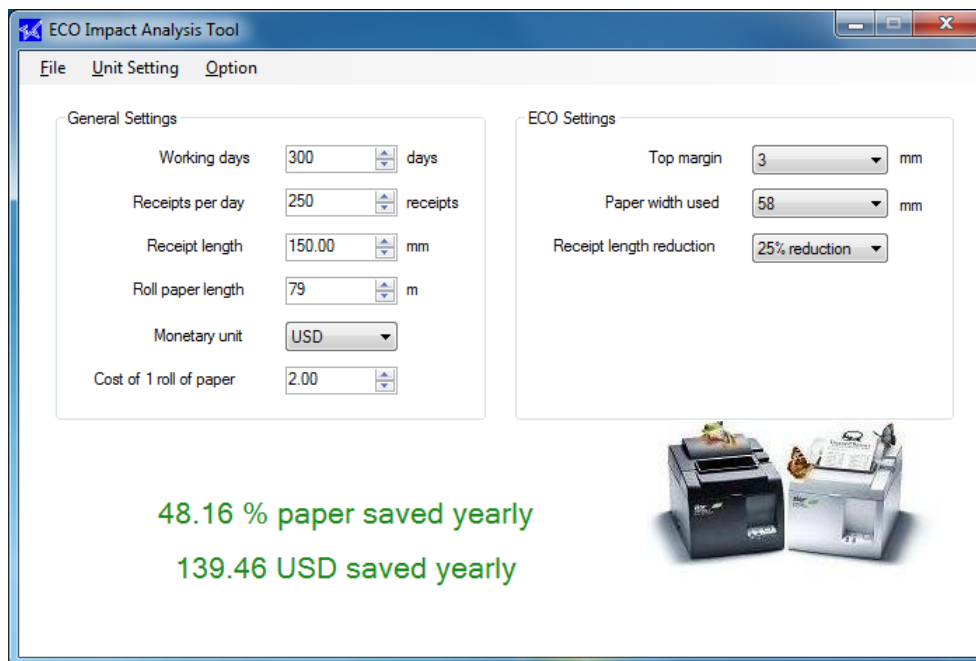 ECO Impact Analysis Tool
File Unit Setting Option
General Settings
Working days 300 days
Receipts per day 250 receipts
Receipt length 150.00 mm
Roll paper length 79 m
Monetary unit USD
Cost of 1 roll of paper 2.00
ECO Settings
Top margin 3 mm
Paper width used 58 mm
Receipt length reduction 25% reduction
48.16 % paper saved yearly
139.46 USD saved yearly